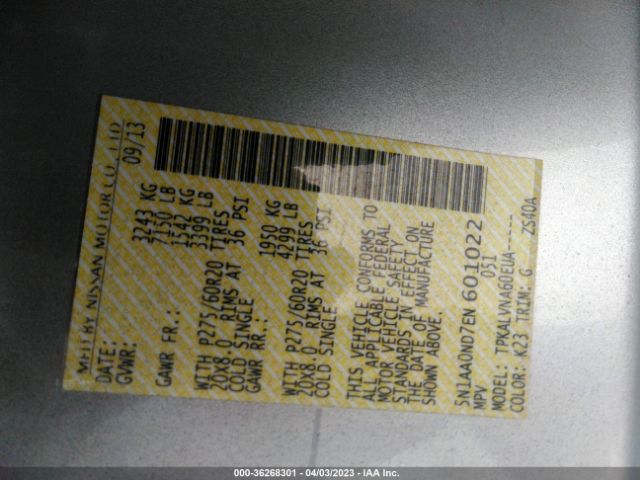 MFD BY NISSAN MOTOR CO., LTD
DATE: 09/13
GVWR: 3243 KG
7150 LB
GAWR FR.: 1542 KG
3399 LB
WITH P275/60R20 TIRES
20X8.0 RIMS AT 36 PSI
COLD SINGLE
GAWR RR.: 1950 KG
4299 LB
WITH P275/60R20 TIRES
20X8.0 RIMS AT 36 PSI
COLD SINGLE
THIS VEHICLE CONFORMS TO
ALL APPLICABLE FEDERAL
MOTOR VEHICLE SAFETY
STANDARDS IN EFFECT ON
THE DATE OF MANUFACTURE
SHOWN ABOVE.
5N1AA0ND7EN 601022
MPV 051
MODEL: TPKALVWA60EUA-----
COLOR: K23 TRIM: G ZS40A
000-36268301 - 04/03/2023 - IAA Inc.